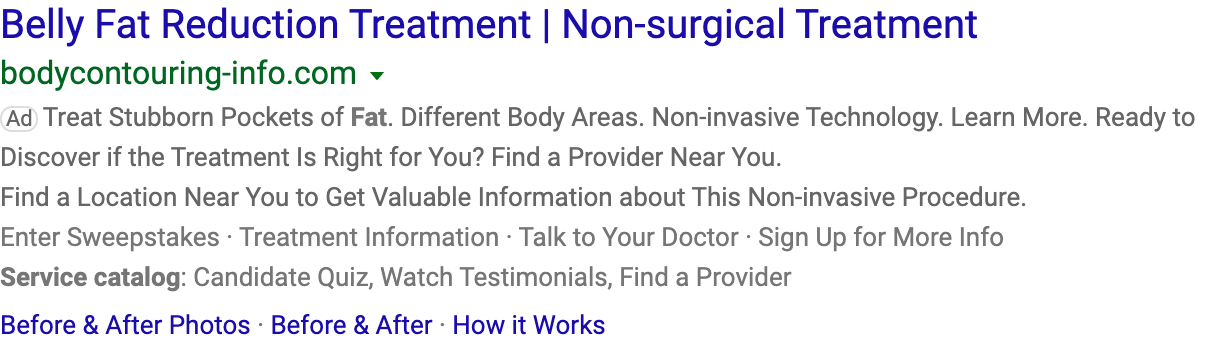 Belly Fat Reduction Treatment | Non-surgical Treatment
bodycontouring-info.com
Ad Treat Stubborn Pockets of Fat. Different Body Areas. Non-invasive Technology. Learn More. Ready to
Discover if the Treatment Is Right for You? Find a Provider Near You.
Find a Location Near You to Get Valuable Information about This Non-invasive Procedure.
Enter Sweepstakes · Treatment Information · Talk to Your Doctor · Sign Up for More Info
Service catalog: Candidate Quiz, Watch Testimonials, Find a Provider
Before & After Photos · Before & After · How it Works